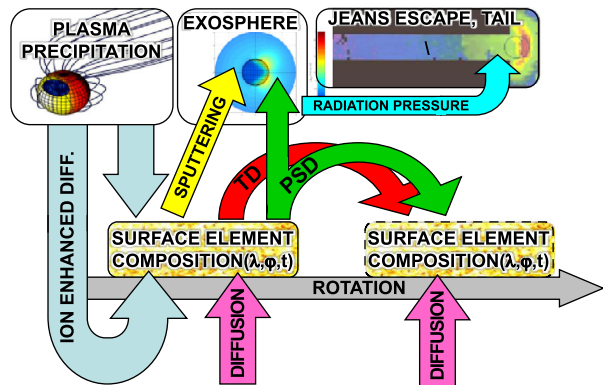 PLASMA
PRECIPITATION
EXOSPHERE
JEANS ESCAPE, TAIL
RADIATION PRESSURE
ION ENHANCED DIFF.
SPUTTERING
TD
PSD
SURFACE ELEMENT
COMPOSITION(λ,φ,t)
SURFACE ELEMENT
COMPOSITION(λ,φ,t)
ROTATION
DIFFUSION
DIFFUSION